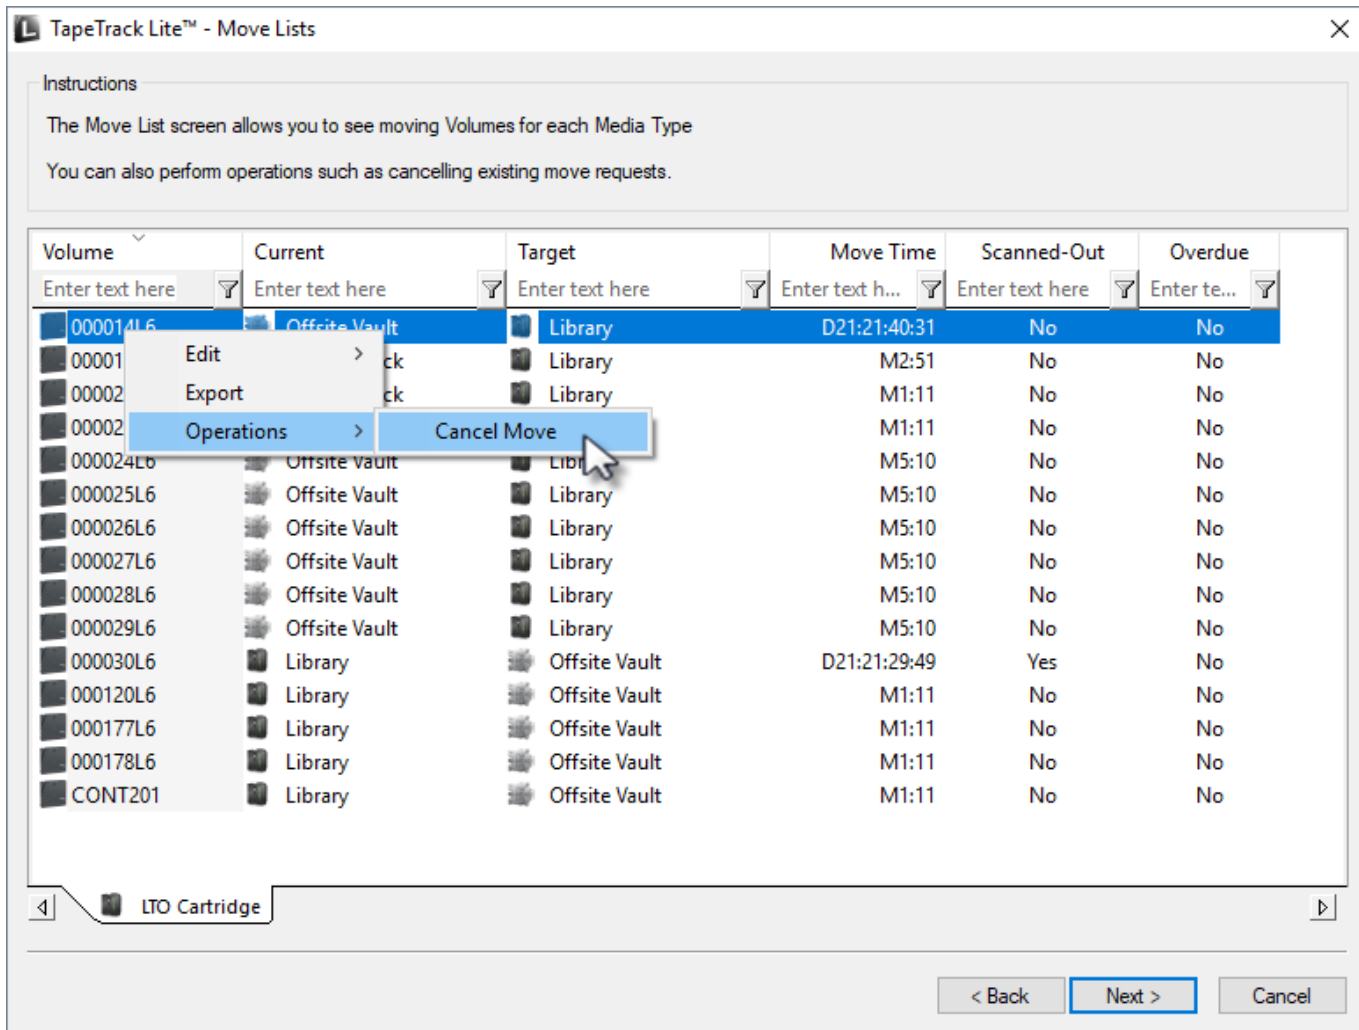 TapeTrack Lite™ - Move Lists
Instructions
The Move List screen allows you to see moving Volumes for each Media Type
You can also perform operations such as cancelling existing move requests.
Volume Current Target Move Time Scanned-Out Overdue
Enter text here Enter text here Enter text here Enter text h... Enter text here Enter te...
000014L6 Offsite Vault Library D21:21:40:31 No No
Library M2:51 No No
Edit
Library M1:11 No No
Export
M1:11 No No
Operations Cancel Move
000024L6 Offsite Vault Library M5:10 No No
000025L6 Offsite Vault Library M5:10 No No
000026L6 Offsite Vault Library M5:10 No No
000027L6 Offsite Vault Library M5:10 No No
000028L6 Offsite Vault Library M5:10 No No
000029L6 Offsite Vault Library M5:10 No No
000030L6 Library Offsite Vault D21:21:29:49 Yes No
000120L6 Library Offsite Vault M1:11 No No
000177L6 Library Offsite Vault M1:11 No No
000178L6 Library Offsite Vault M1:11 No No
CONT201 Library Offsite Vault M1:11 No No
LTO Cartridge
< Back Next > Cancel